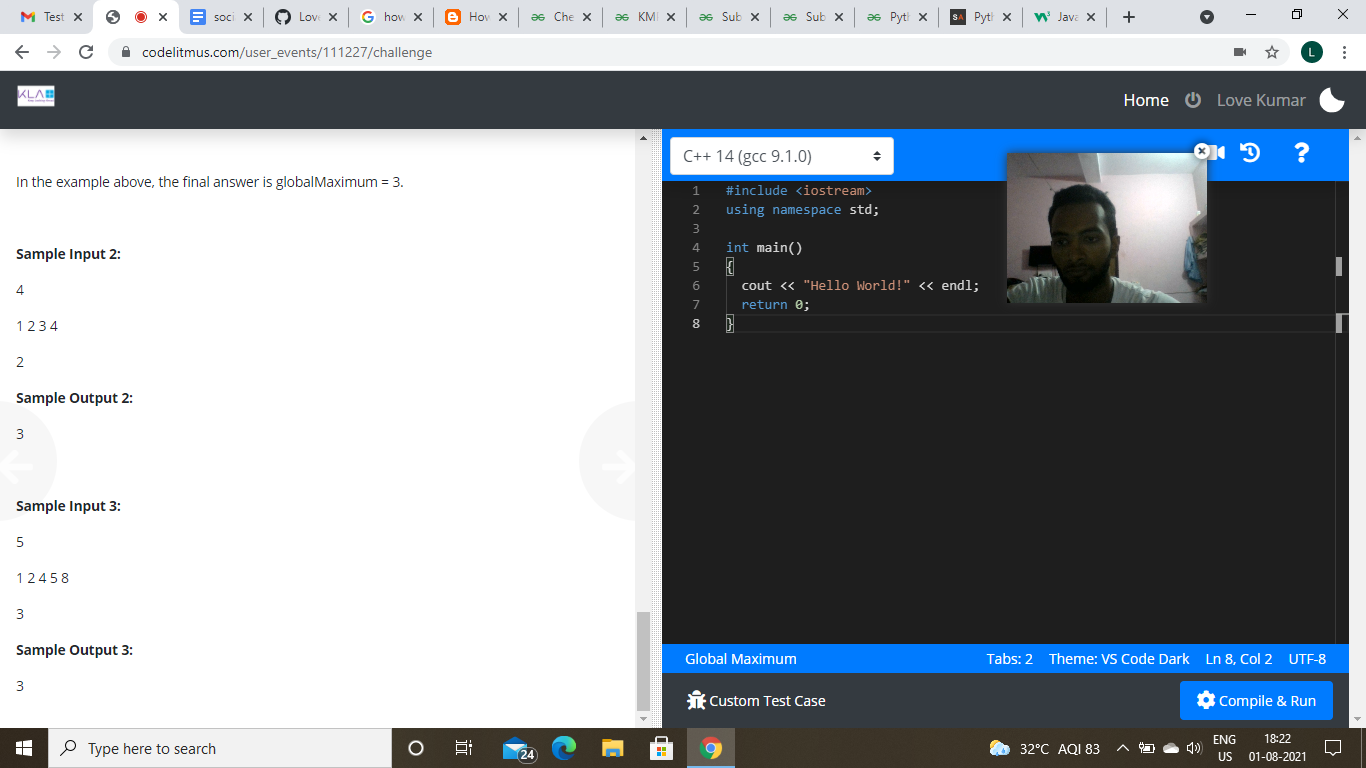 Test
soci
Love
how
How
Che
KMI
Sub
Sub
Pytl
Pytl
Java
codelitmus.com/user_events/111227/challenge
L
KLA
Home
Love Kumar
In the example above, the final answer is globalMaximum = 3.
Sample Input 2:
4
1 2 3 4
2
Sample Output 2:
3
Sample Input 3:
5
1 2 4 5 8
3
Sample Output 3:
3
C++ 14 (gcc 9.1.0)
1 #include <iostream>
2 using namespace std;
3
4 int main()
5 {
6 cout << "Hello World!" << endl;
7 return 0;
8 }
Global Maximum
Tabs: 2 Theme: VS Code Dark Ln 8, Col 2 UTF-8
Custom Test Case
Compile & Run
Type here to search
24
32°C AQI 83
ENG
US
18:22
01-08-2021